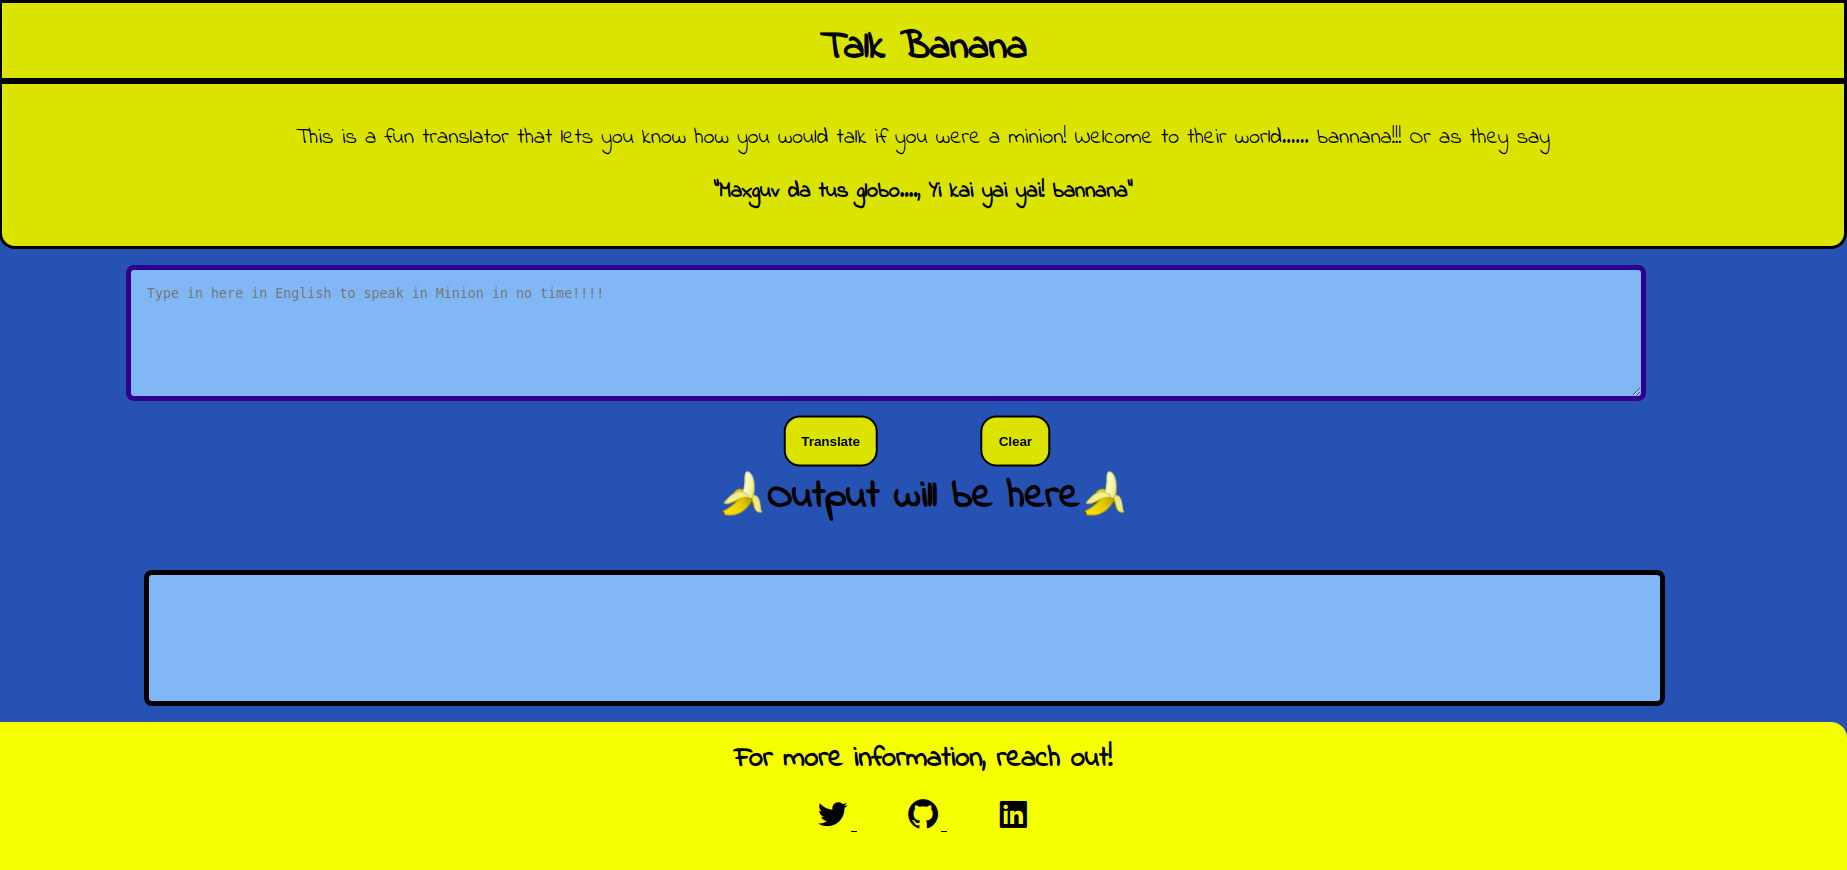 Talk Banana
This is a fun translator that lets you know how you would talk if you were a minion! Welcome to their world...... bannana!!! Or as they say
"Maxguv da tus globo...., Yi kai yai yai! bannana"
Type in here in English to speak in Minion in no time!!!!
Translate Clear
🍌Output will be here🍌
For more information, reach out!
in